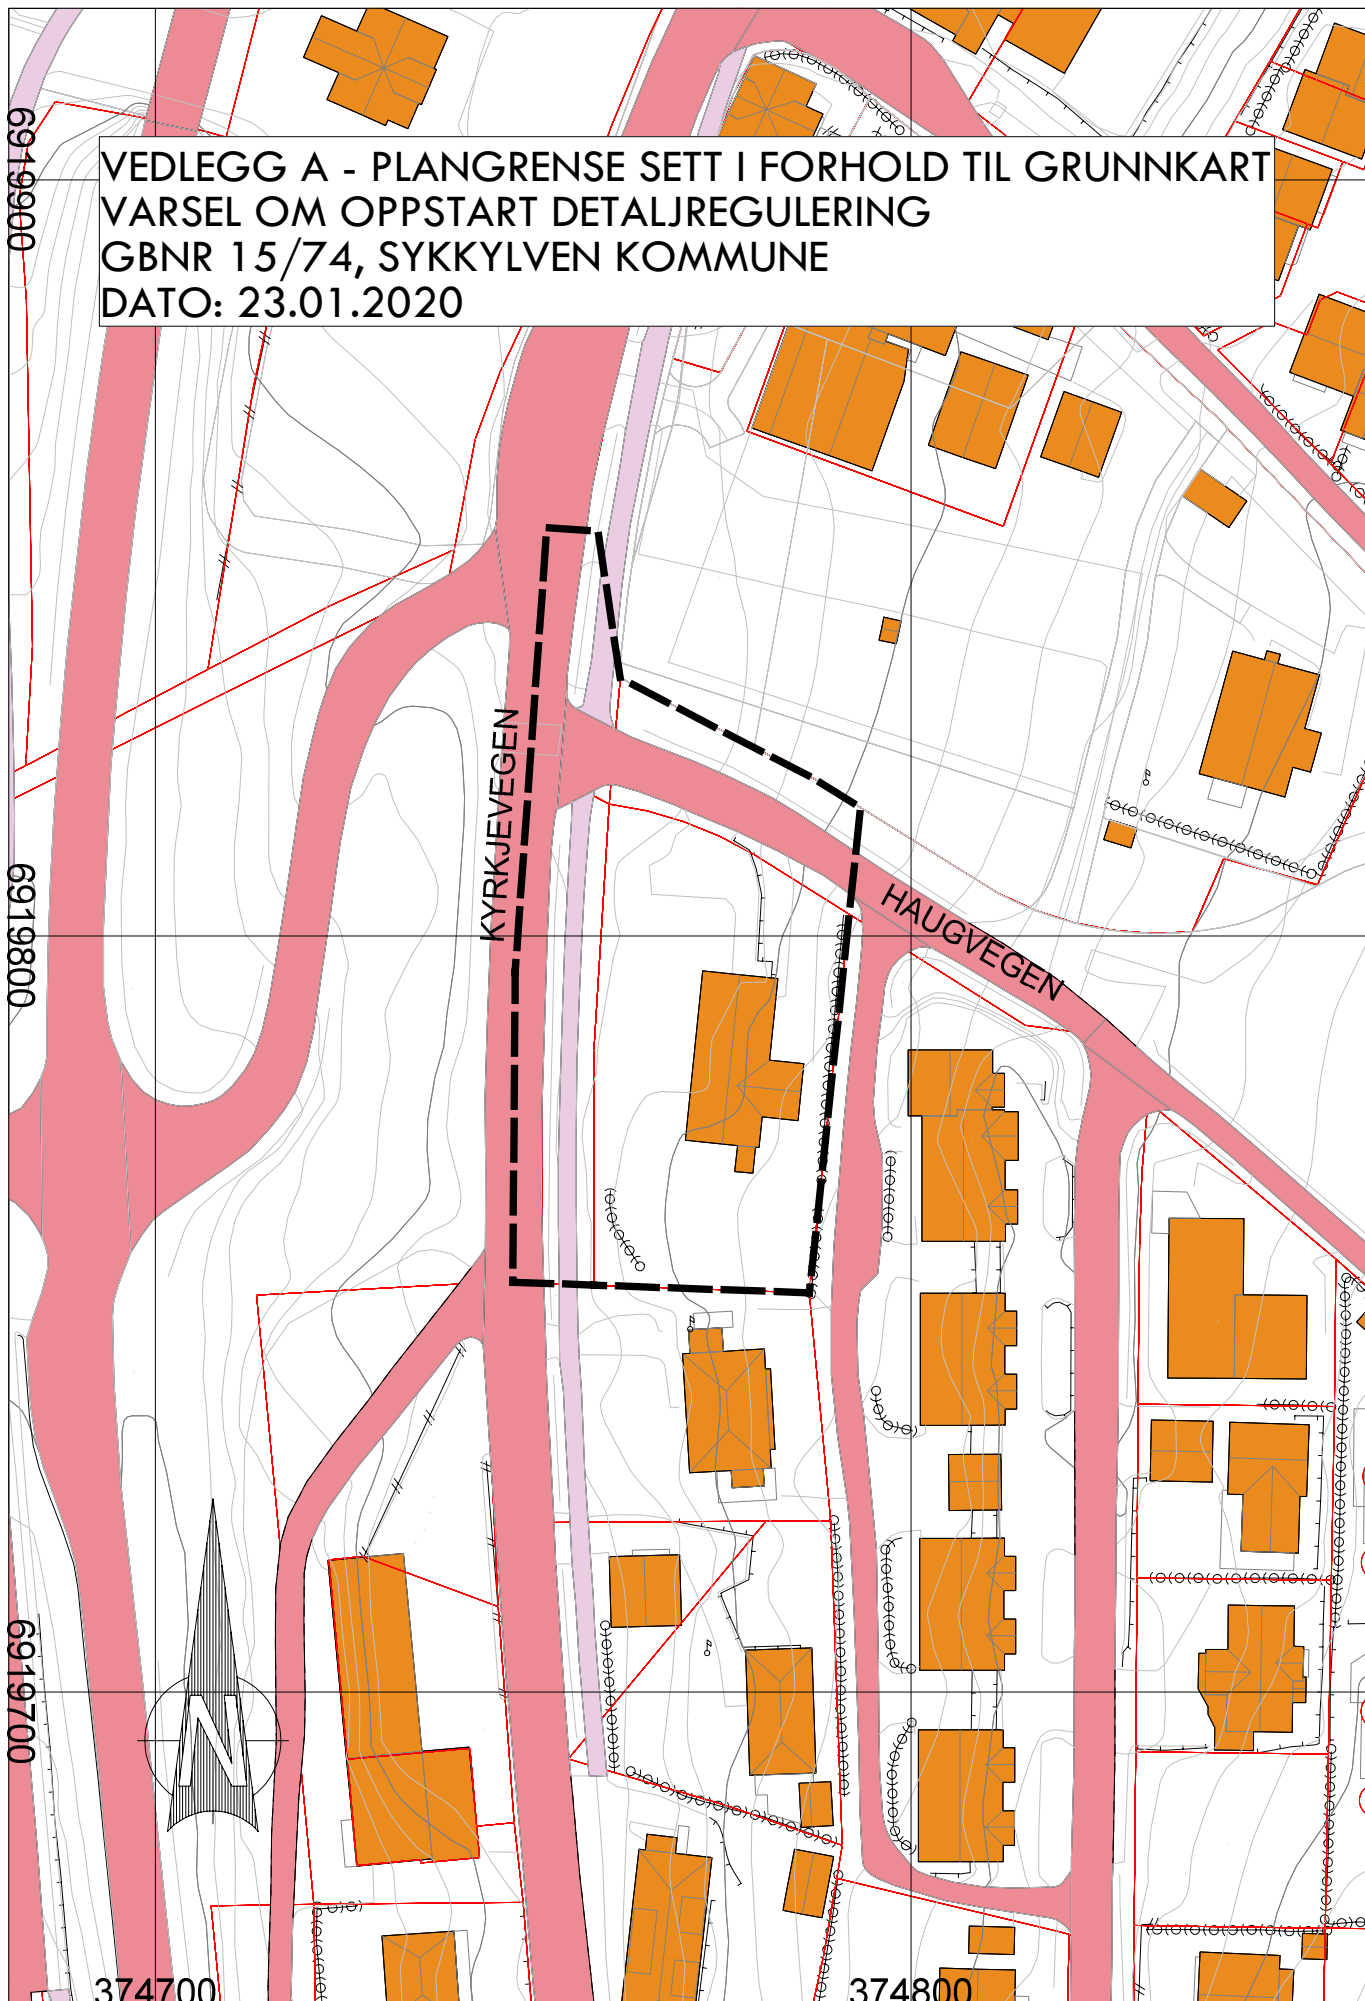 VEDLEGG A - PLANGRENSE SETT I FORHOLD TIL GRUNNKART
VARSEL OM OPPSTART DETALJREGULERING
GBNR 15/74, SYKKYLVEN KOMMUNE
DATO: 23.01.2020
6919900
KYRKJEVEGEN
HAUGVEGEN
6919800
6919700
N
374700
374800